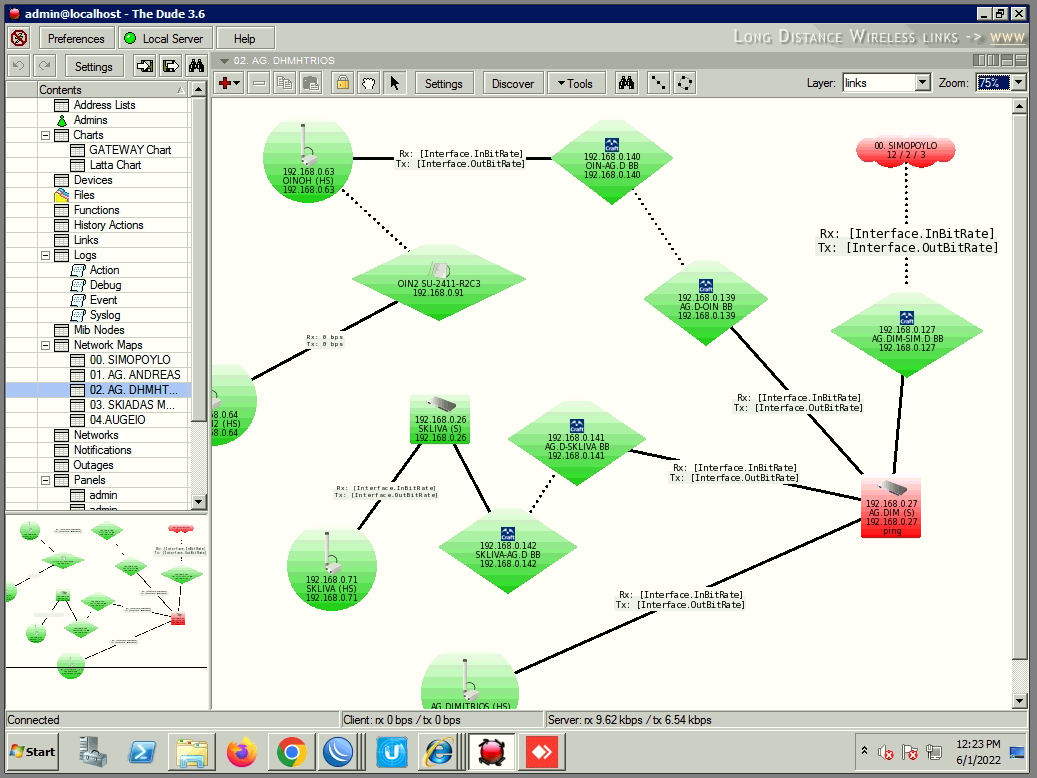 admin@localhost - The Dude 3.6
Preferences
Local Server
Help
LONG DISTANCE WIRELESS LINKS -> WWW
Settings
02. AG. DHMHTRIOS
Settings
Discover
Tools
Layer:
links
Zoom:
75%
Contents
Address Lists
Admins
Charts
GATEWAY Chart
Latta Chart
Devices
Files
Functions
History Actions
Links
Logs
Action
Debug
Event
Syslog
Mib Nodes
Network Maps
00. SIMOPOYLO
01. AG. ANDREAS
02. AG. DHMHT...
03. SKIADAS M...
04.AUGEIO
Networks
Notifications
Outages
Panels
admin
admin
192.168.0.63
OINOH (HS)
192.168.0.63
Rx: [Interface.InBitRate]
Tx: [Interface.OutBitRate]
Craft
192.168.0.140
OIN-AG.D BB
192.168.0.140
00. SIMOPOYLO
12 / 2 / 3
Rx: [Interface.InBitRate]
Tx: [Interface.OutBitRate]
OIN2 SU-2411-R2C3
192.168.0.91
Craft
192.168.0.139
AG.D-OIN BB
192.168.0.139
Craft
192.168.0.127
AG.DIM-SIM.D BB
192.168.0.127
Rx: 0 bps
Tx: 0 bps
8.0.64
2 (HS)
8.0.64
192.168.0.26
SKLIVA (S)
192.168.0.26
Craft
192.168.0.141
AG.D-SKLIVA BB
192.168.0.141
Rx: [Interface.InBitRate]
Tx: [Interface.OutBitRate]
Rx: [Interface.InBitRate]
Tx: [Interface.OutBitRate]
Rx: [Interface.InBitRate]
Tx: [Interface.OutBitRate]
192.168.0.27
AG.DIM (S)
192.168.0.27
ping
Craft
192.168.0.142
SKLIVA-AG.D BB
192.168.0.142
192.168.0.71
SKLIVA (HS)
192.168.0.71
Rx: [Interface.InBitRate]
Tx: [Interface.OutBitRate]
AG.DIMITRIOS (HS)
Connected
Client: rx 0 bps / tx 0 bps
Server: rx 9.62 kbps / tx 6.54 kbps
Start
12:23 PM
6/1/2022